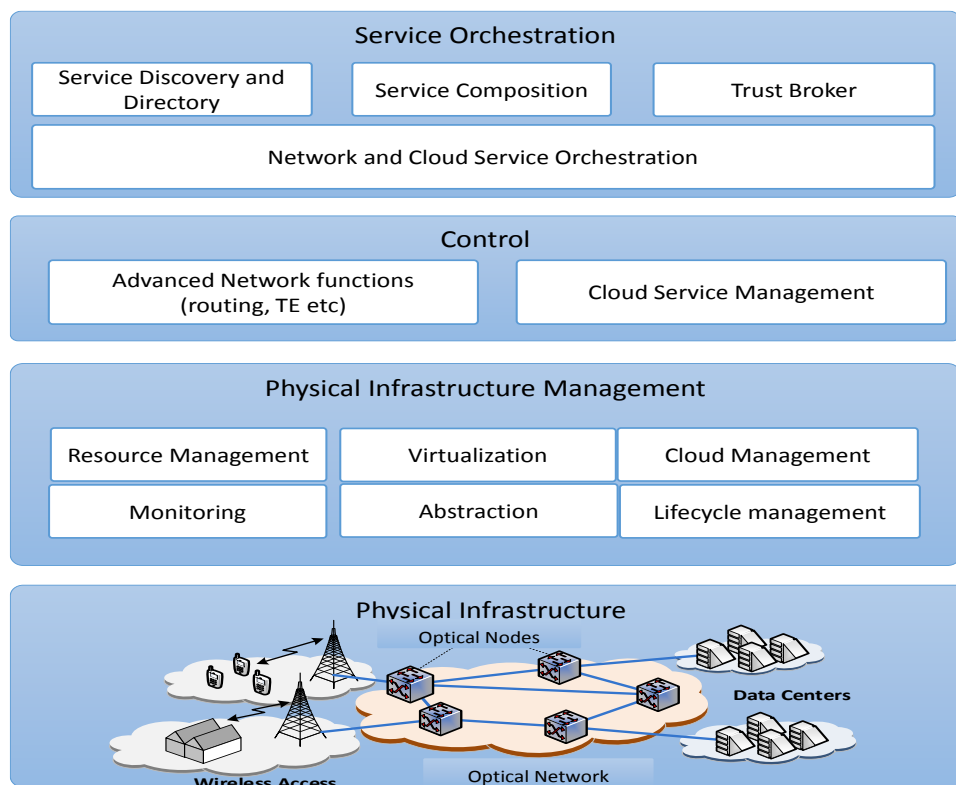 Service Orchestration
Service Discovery and
Directory
Service Composition
Trust Broker
Network and Cloud Service Orchestration
Control
Advanced Network functions
(routing, TE etc)
Cloud Service Management
Physical Infrastructure Management
Resource Management
Virtualization
Cloud Management
Monitoring
Abstraction
Lifecycle management
Physical Infrastructure
Optical Nodes
Data Centers
Optical Network
Wireless Access